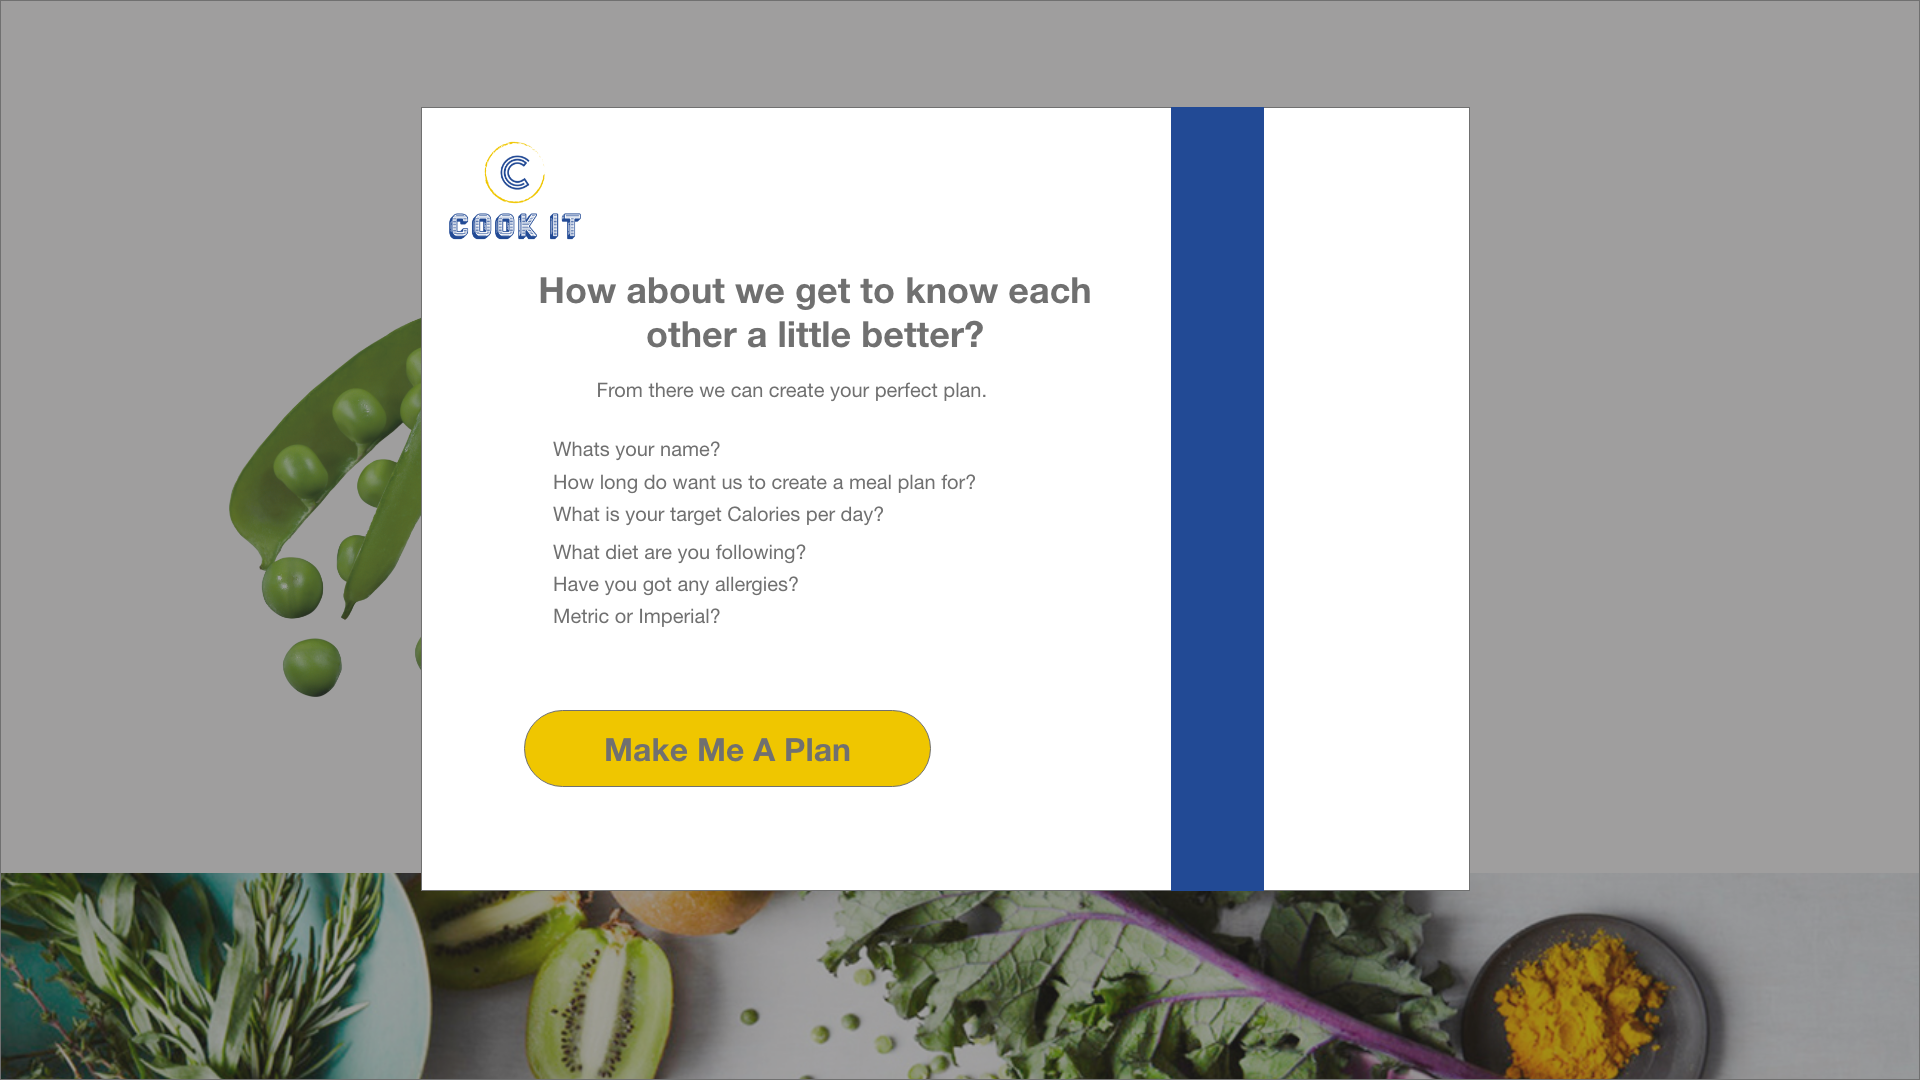 C
COOK IT
How about we get to know each
other a little better?
From there we can create your perfect plan.
Whats your name?
How long do want us to create a meal plan for?
What is your target Calories per day?
What diet are you following?
Have you got any allergies?
Metric or Imperial?
Make Me A Plan